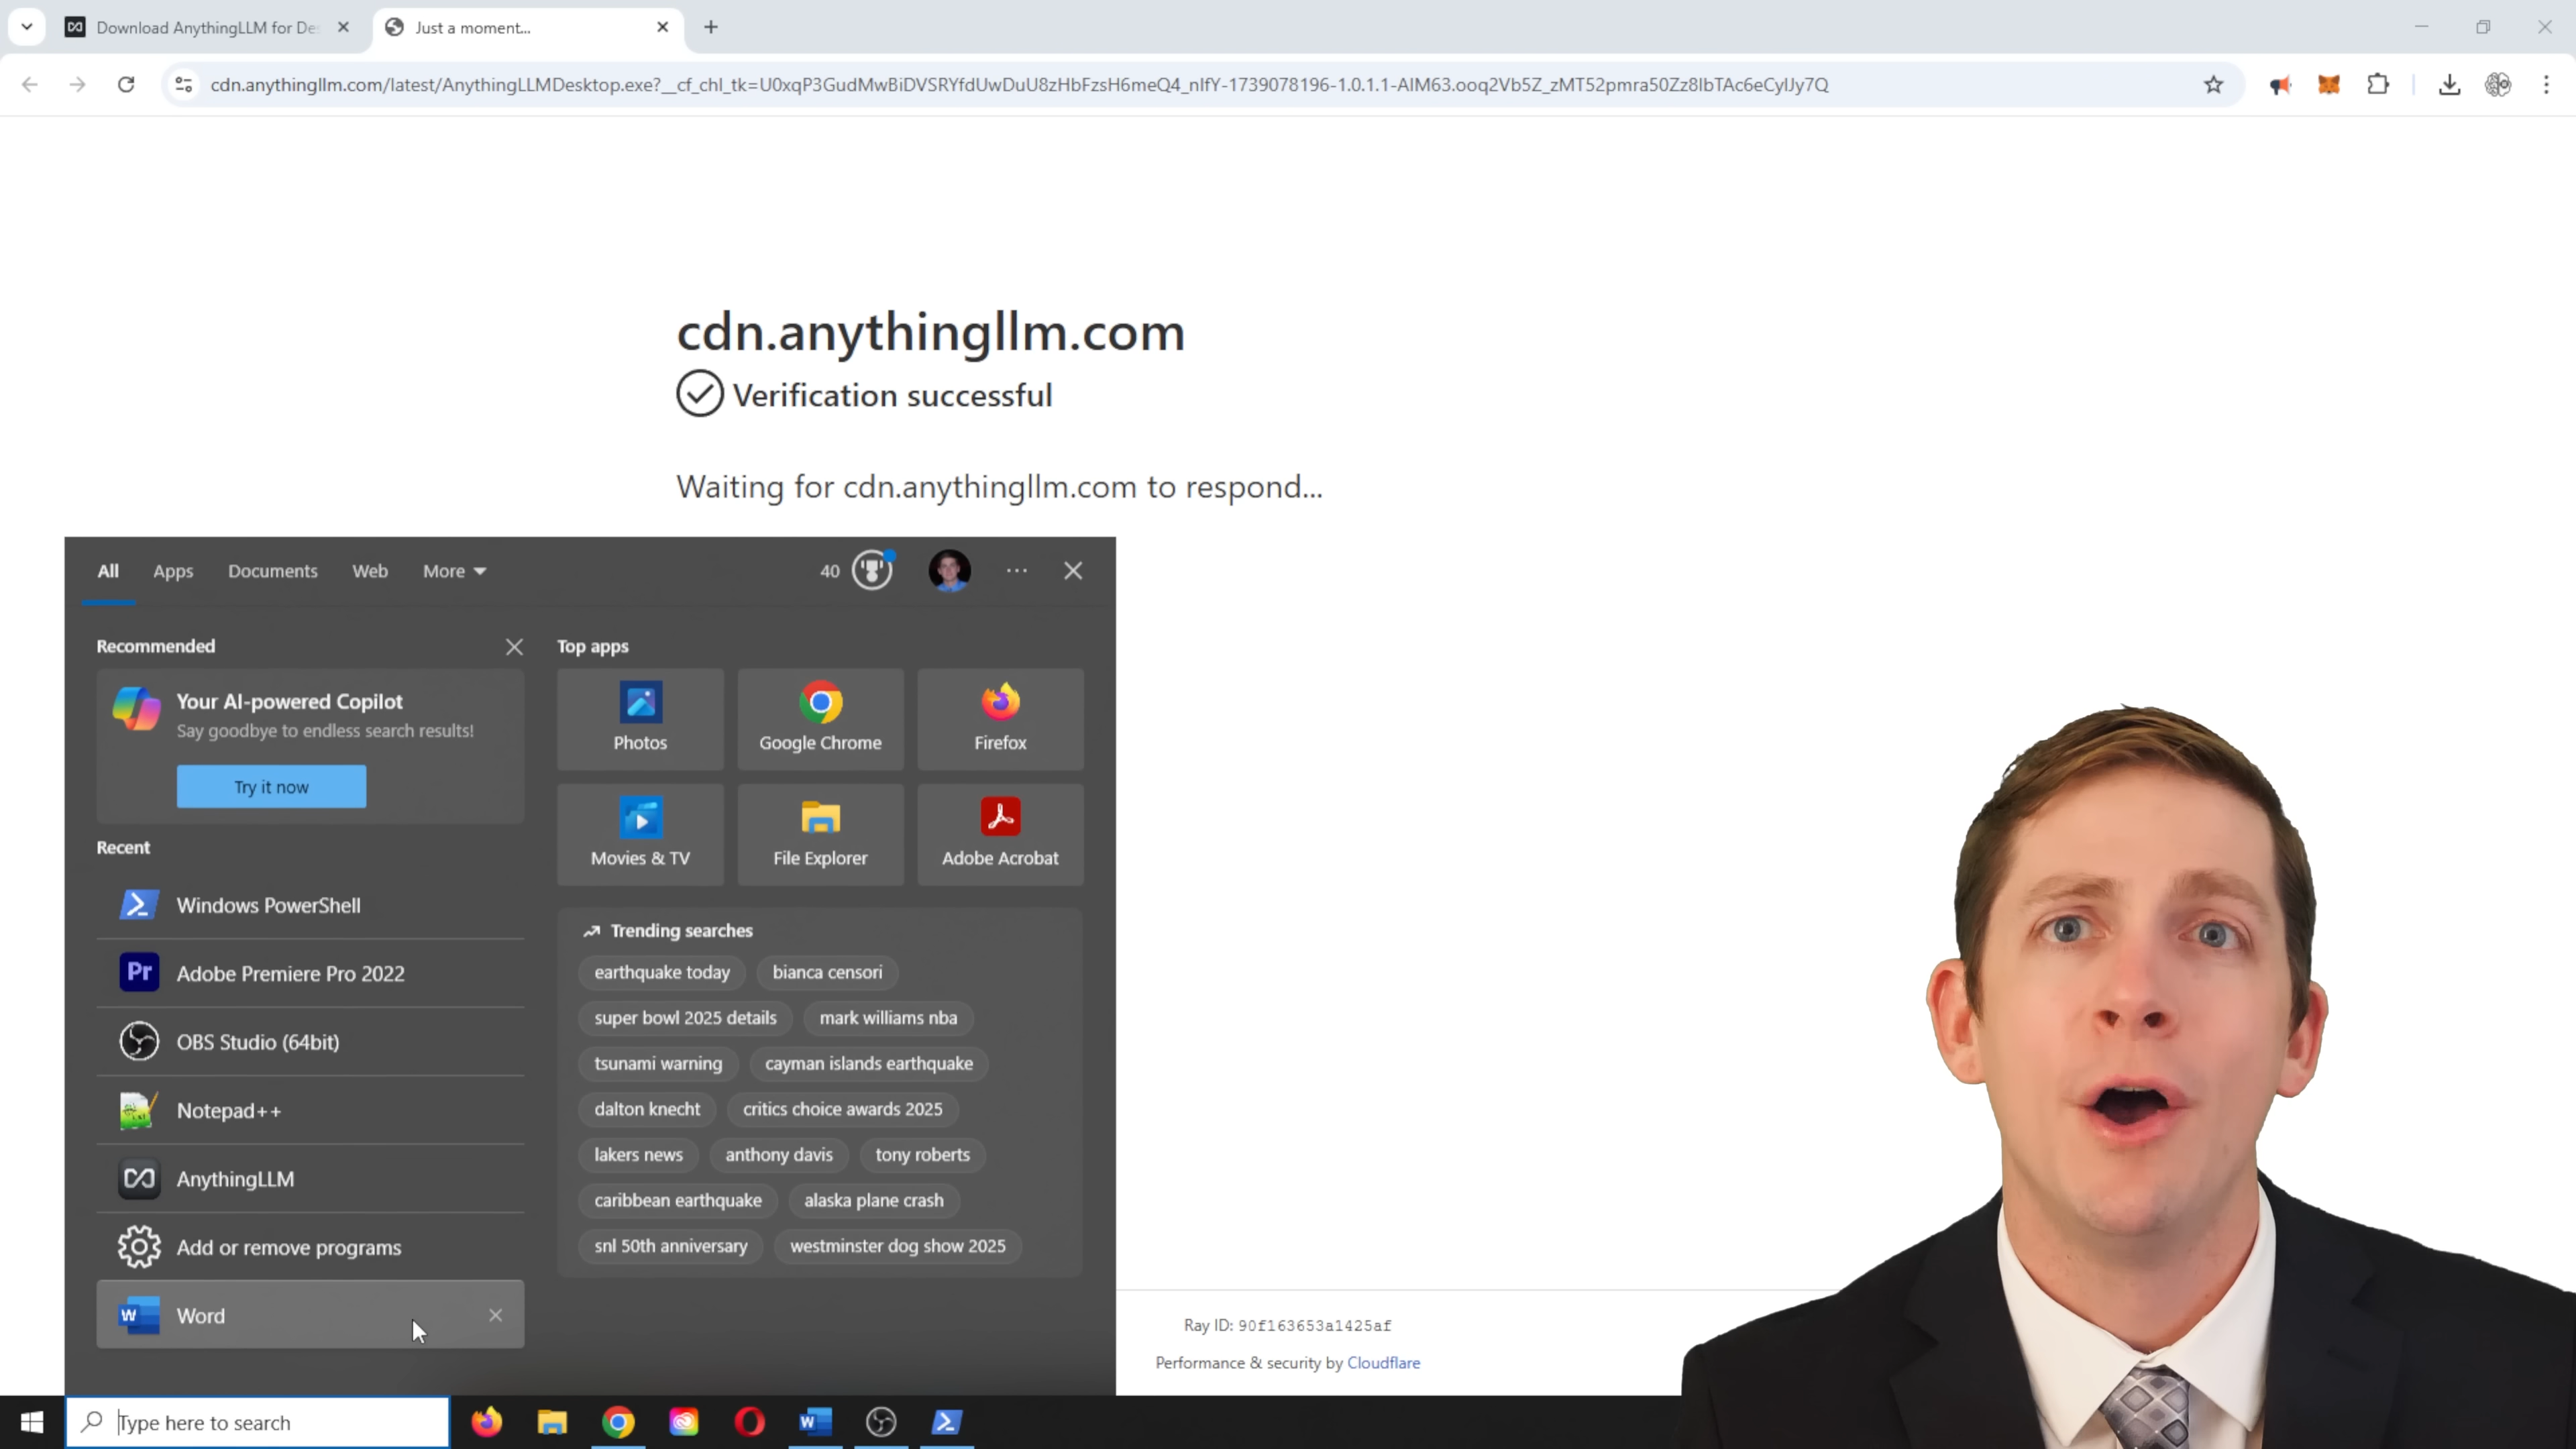 Download AnythingLLM for De
Just a moment...
cdn.anythingllm.com/latest/AnythingLLMDesktop.exe?__cf_chl_tk=U0xqP3GudMwBiDVSRYfdUwDuU8zHbFzsH6meQ4_nIfY-1739078196-1.0.1.1-AIM63.ooq2Vb5Z_zMT52pmra50Zz8IbTAc6eCyIJy7Q
cdn.anythingllm.com
Verification successful
Waiting for cdn.anythingllm.com to respond...
All Apps Documents Web More 40
Recommended
Your AI-powered Copilot
Say goodbye to endless search results!
Try it now
Recent
Windows PowerShell
Pr Adobe Premiere Pro 2022
OBS Studio (64bit)
Notepad++
AnythingLLM
Add or remove programs
W Word
Top apps
Photos Google Chrome Firefox
Movies & TV File Explorer Adobe Acrobat
Trending searches
earthquake today bianca censori
super bowl 2025 details mark williams nba
tsunami warning cayman islands earthquake
dalton knecht critics choice awards 2025
lakers news anthony davis tony roberts
caribbean earthquake alaska plane crash
snl 50th anniversary westminster dog show 2025
Ray ID: 90f163653a1425af
Performance & security by Cloudflare
Type here to search
W